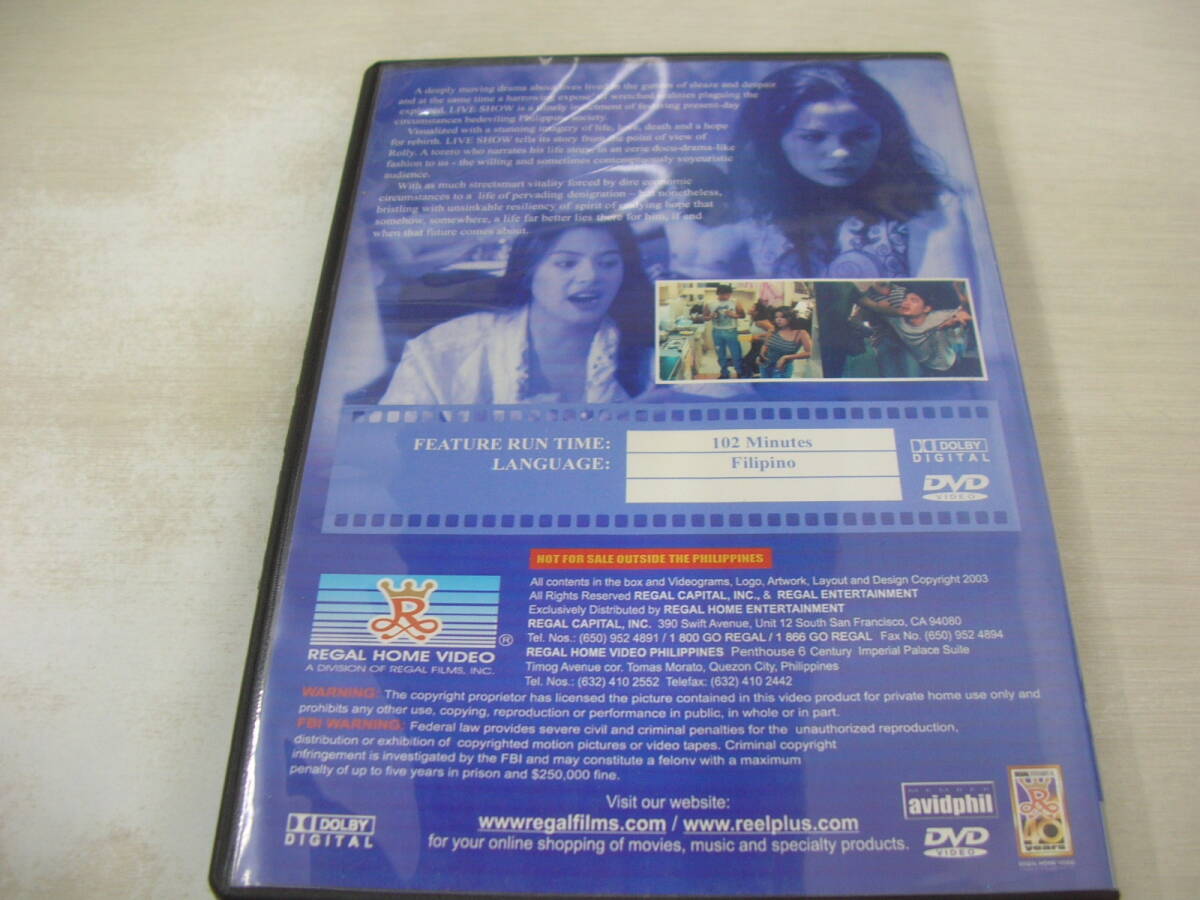 A deeply moving drama about lives lived in the gutters of sleaze and despair
and at the same time a harrowing expose' of wretched realities plaguing the
exploited. LIVE SHOW is a timely indictment of festering present-day
circumstances bedeviling Philippine society.
Visualized with a stunning imagery of life, love, death and a hope
for rebirth. LIVE SHOW tells its story from the point of view of
Rolly. A torero who narrates his life story in an eerie docu-drama-like
fashion to us - the willing and sometimes contemptuously voyeuristic
audience.
With as much streetsmart vitality forced by dire economic
circumstances to a life of pervading denigration - but nonetheless,
bristling with unsinkable resiliency of spirit of undying hope that
somehow, somewhere, a life far better lies there for him, if and
when that future comes about.
FEATURE RUN TIME: 102 Minutes
LANGUAGE: Filipino
DOLBY
DIGITAL
DVD
VIDEO
NOT FOR SALE OUTSIDE THE PHILIPPINES
All contents in the box and Videograms, Logo, Artwork, Layout and Design Copyright 2003
All Rights Reserved REGAL CAPITAL, INC., & REGAL ENTERTAINMENT
Exclusively Distributed by REGAL HOME ENTERTAINMENT
REGAL CAPITAL, INC. 390 Swift Avenue, Unit 12 South San Francisco, CA 94080
Tel. Nos.: (650) 952 4891 / 1 800 GO REGAL / 1 866 GO REGAL Fax No. (650) 952 4894
REGAL HOME VIDEO PHILIPPINES Penthouse 6 Century Imperial Palace Suite
Timog Avenue cor. Tomas Morato, Quezon City, Philippines
Tel. Nos.: (632) 410 2552 Telefax: (632) 410 2442
R
®
REGAL HOME VIDEO
A DIVISION OF REGAL FILMS, INC.
WARNING: The copyright proprietor has licensed the picture contained in this video product for private home use only and
prohibits any other use, copying, reproduction or performance in public, in whole or in part.
FBI WARNING: Federal law provides severe civil and criminal penalties for the unauthorized reproduction,
distribution or exhibition of copyrighted motion pictures or video tapes. Criminal copyright
infringement is investigated by the FBI and may constitute a felony with a maximum
penalty of up to five years in prison and $250,000 fine.
Visit our website:
www.regalfilms.com / www.reelplus.com
for your online shopping of movies, music and specialty products.
DOLBY
DIGITAL
MEMBER
avidphil
DVD
VIDEO
R
40
years
REGAL HOME VIDEO